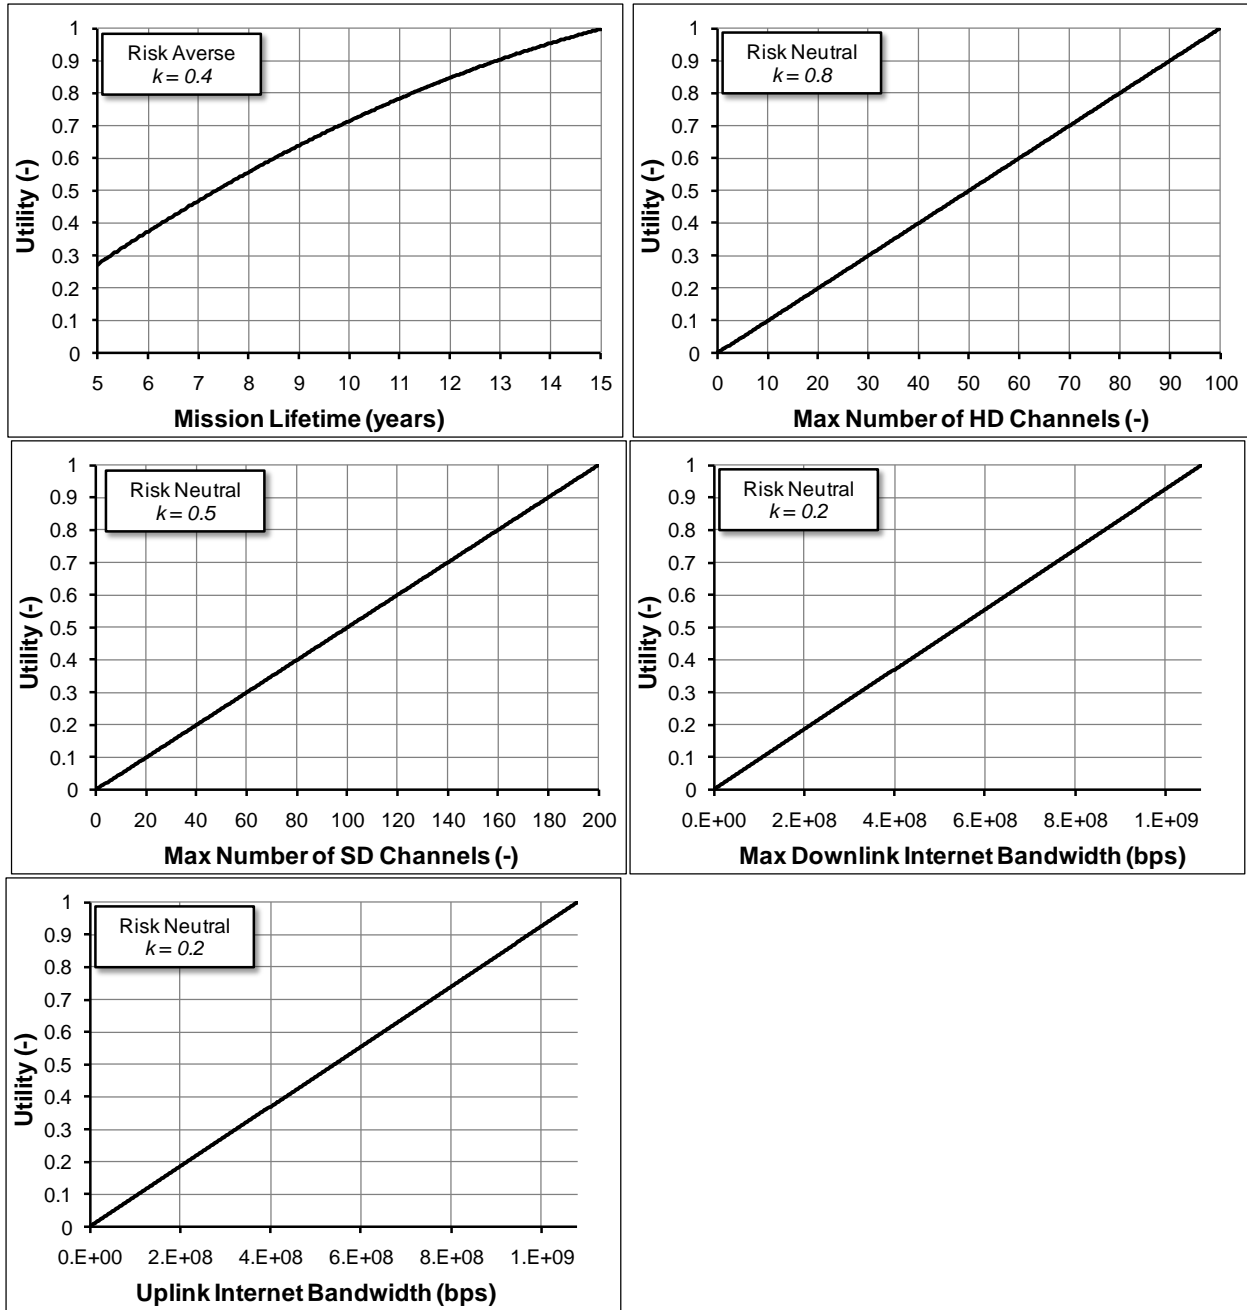 Risk Averse
k = 0.4
Utility (-)
1
0.9
0.8
0.7
0.6
0.5
0.4
0.3
0.2
0.1
0
5 6 7 8 9 10 11 12 13 14 15
Mission Lifetime (years)
Risk Neutral
k = 0.8
Utility (-)
1
0.9
0.8
0.7
0.6
0.5
0.4
0.3
0.2
0.1
0
0 10 20 30 40 50 60 70 80 90 100
Max Number of HD Channels (-)
Risk Neutral
k = 0.5
Utility (-)
1
0.9
0.8
0.7
0.6
0.5
0.4
0.3
0.2
0.1
0
0 20 40 60 80 100 120 140 160 180 200
Max Number of SD Channels (-)
Risk Neutral
k = 0.2
Utility (-)
1
0.9
0.8
0.7
0.6
0.5
0.4
0.3
0.2
0.1
0
0.E+00 2.E+08 4.E+08 6.E+08 8.E+08 1.E+09
Max Downlink Internet Bandwidth (bps)
Risk Neutral
k = 0.2
Utility (-)
1
0.9
0.8
0.7
0.6
0.5
0.4
0.3
0.2
0.1
0
0.E+00 2.E+08 4.E+08 6.E+08 8.E+08 1.E+09
Uplink Internet Bandwidth (bps)